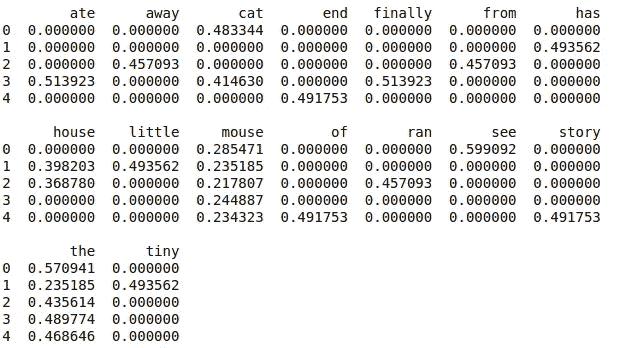 ate away cat end finally from has
0 0.000000 0.000000 0.483344 0.000000 0.000000 0.000000 0.000000
1 0.000000 0.000000 0.000000 0.000000 0.000000 0.000000 0.493562
2 0.000000 0.457093 0.000000 0.000000 0.000000 0.457093 0.000000
3 0.513923 0.000000 0.414630 0.000000 0.513923 0.000000 0.000000
4 0.000000 0.000000 0.000000 0.491753 0.000000 0.000000 0.000000
house little mouse of ran see story
0 0.000000 0.000000 0.285471 0.000000 0.000000 0.599092 0.000000
1 0.398203 0.493562 0.235185 0.000000 0.000000 0.000000 0.000000
2 0.368780 0.000000 0.217807 0.000000 0.457093 0.000000 0.000000
3 0.000000 0.000000 0.244887 0.000000 0.000000 0.000000 0.000000
4 0.000000 0.000000 0.234323 0.491753 0.000000 0.000000 0.491753
the tiny
0 0.570941 0.000000
1 0.235185 0.493562
2 0.435614 0.000000
3 0.489774 0.000000
4 0.468646 0.000000